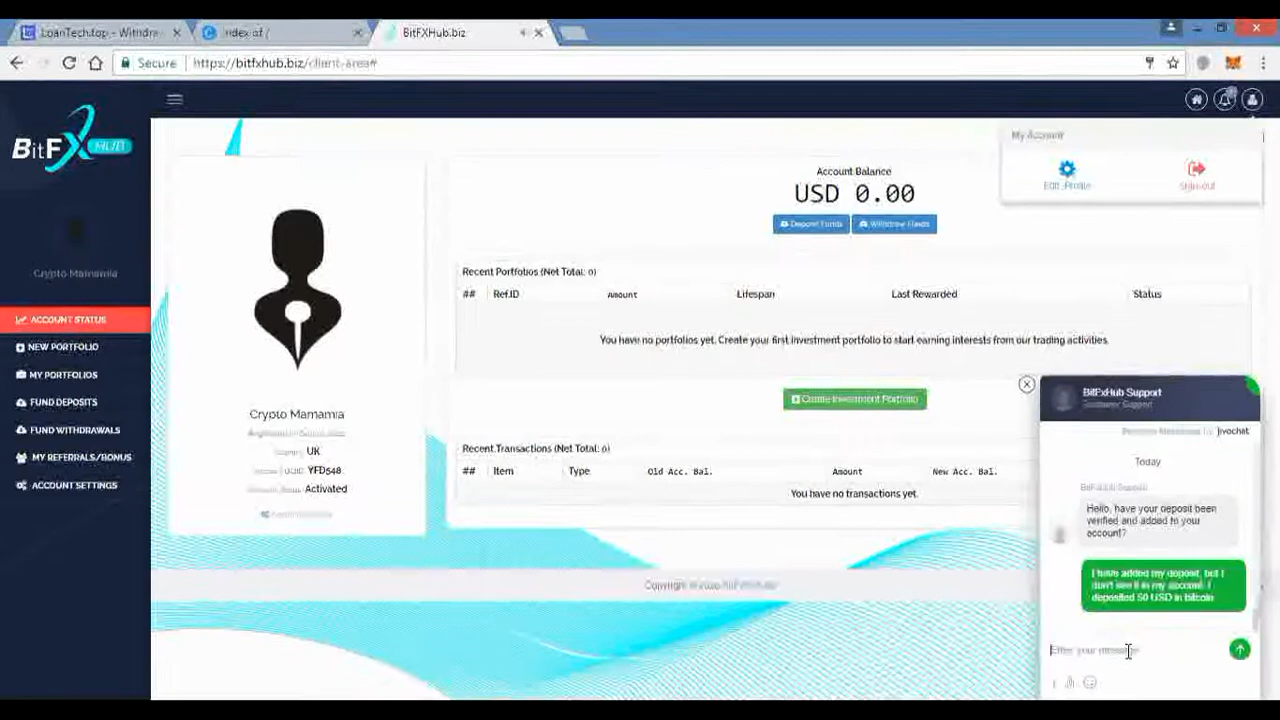 LoanTech.top - Withdra
Index of /
BitFXHub.biz
Secure
https://bitfxhub.biz/client-area#
BitFX HUB
My Account
Edit Profile
Sign out
Account Balance
USD 0.00
Deposit Funds
Withdraw Funds
Crypto Mamamia
ACCOUNT STATUS
NEW PORTFOLIO
MY PORTFOLIOS
FUND DEPOSITS
FUND WITHDRAWALS
MY REFERRALS/BONUS
ACCOUNT SETTINGS
Crypto Mamamia
UK
YFD548
Activated
Recent Portfolios (Net Total: 0)
## Ref.ID Amount Lifespan Last Rewarded Status
You have no portfolios yet. Create your first investment portfolio to start earning interests from our trading activities.
Create Investment Portfolio
Recent Transactions (Net Total: 0)
## Item Type Old Acc. Bal. Amount New Acc. Bal.
You have no transactions yet.
Copyright ©
BitFxHub Support
Customer Support
jivochat
Today
BitFxHub Support
Hello, have your deposit been
verified and added to your
account?
I have added my deposit, but I
don't see it in my account. I
deposited 50 USD in bitcoin
Enter your message